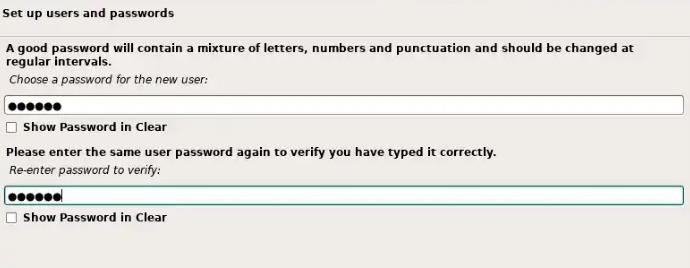 Set up users and passwords
A good password will contain a mixture of letters, numbers and punctuation and should be changed at
regular intervals.
Choose a password for the new user:
●●●●●●
Show Password in Clear
Please enter the same user password again to verify you have typed it correctly.
Re-enter password to verify:
●●●●●●
Show Password in Clear